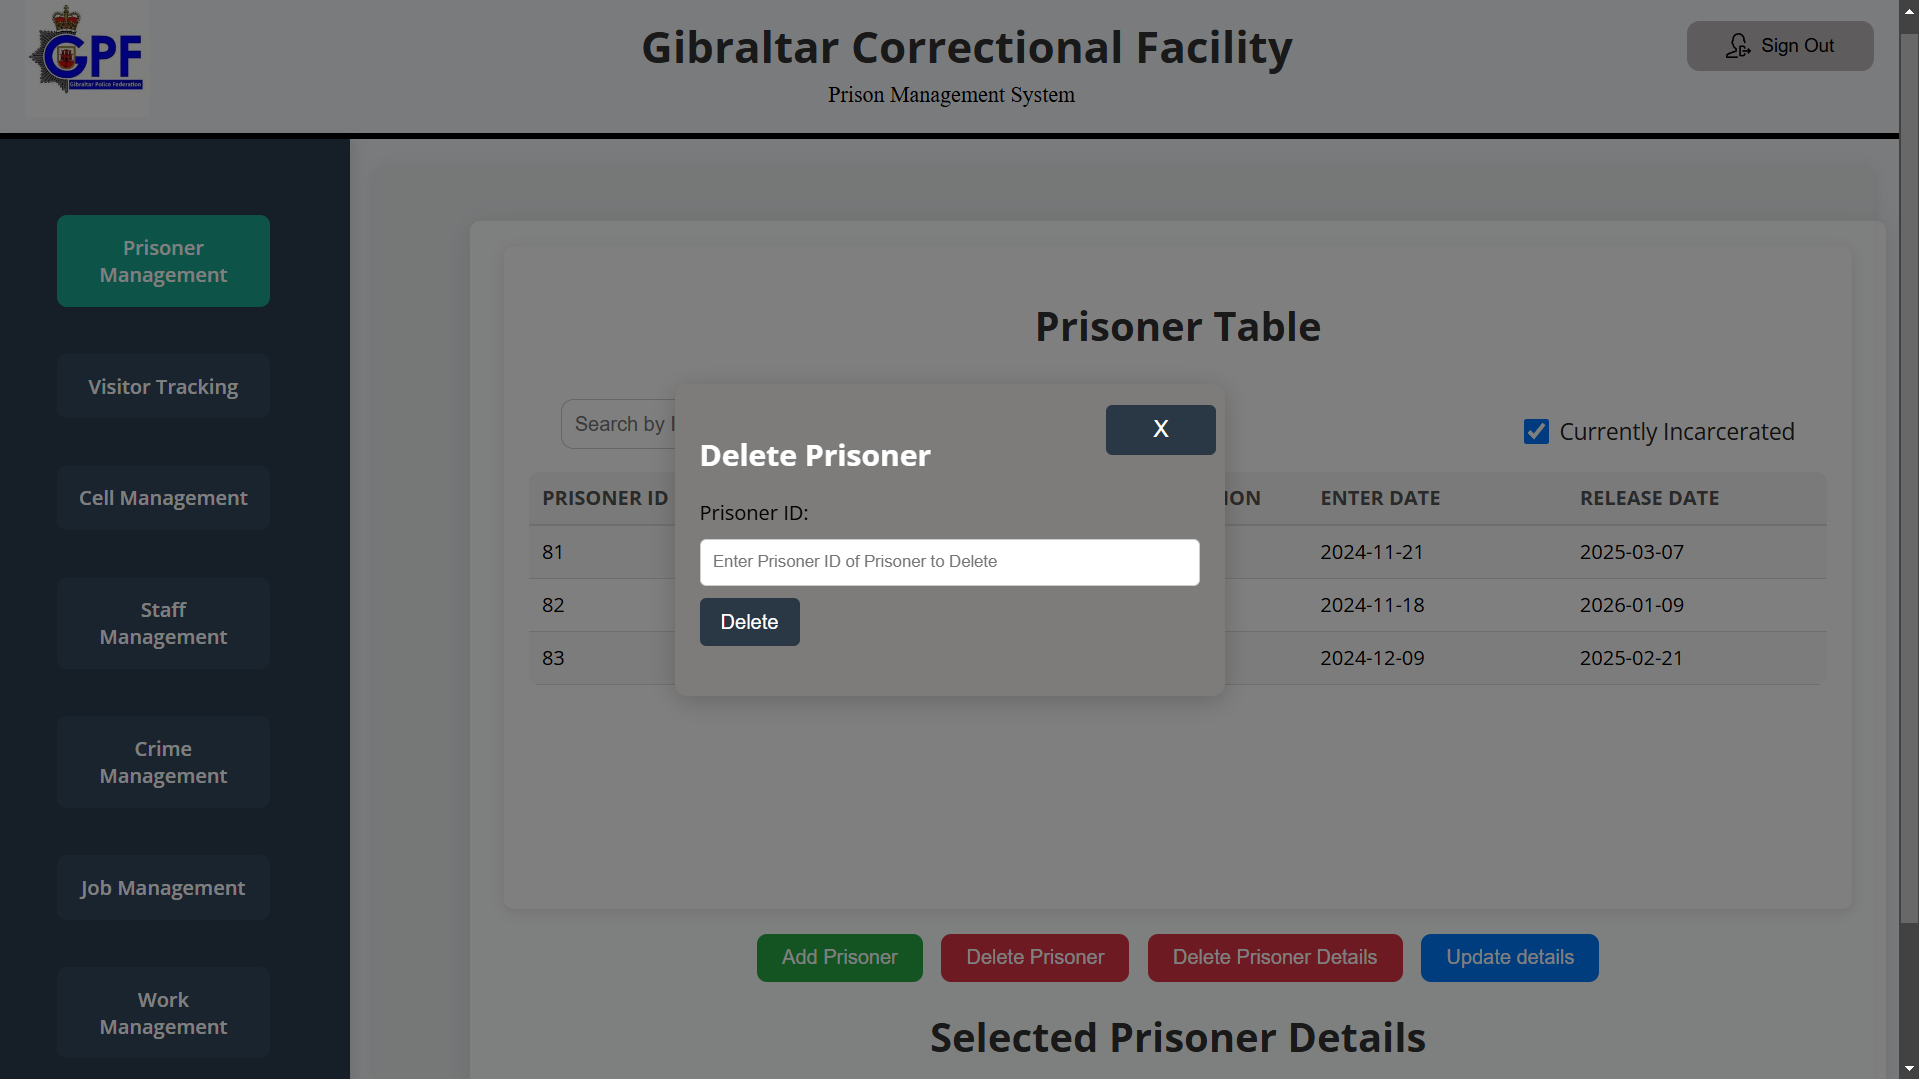 GPF
Gibraltar Police Federation
Gibraltar Correctional Facility
Prison Management System
Sign Out
Prisoner
Management
Visitor Tracking
Cell Management
Staff
Management
Crime
Management
Job Management
Work
Management
Prisoner Table
Search by I
Currently Incarcerated
PRISONER ID
ION
ENTER DATE
RELEASE DATE
81
2024-11-21
2025-03-07
82
2024-11-18
2026-01-09
83
2024-12-09
2025-02-21
X
Delete Prisoner
Prisoner ID:
Enter Prisoner ID of Prisoner to Delete
Delete
Add Prisoner
Delete Prisoner
Delete Prisoner Details
Update details
Selected Prisoner Details